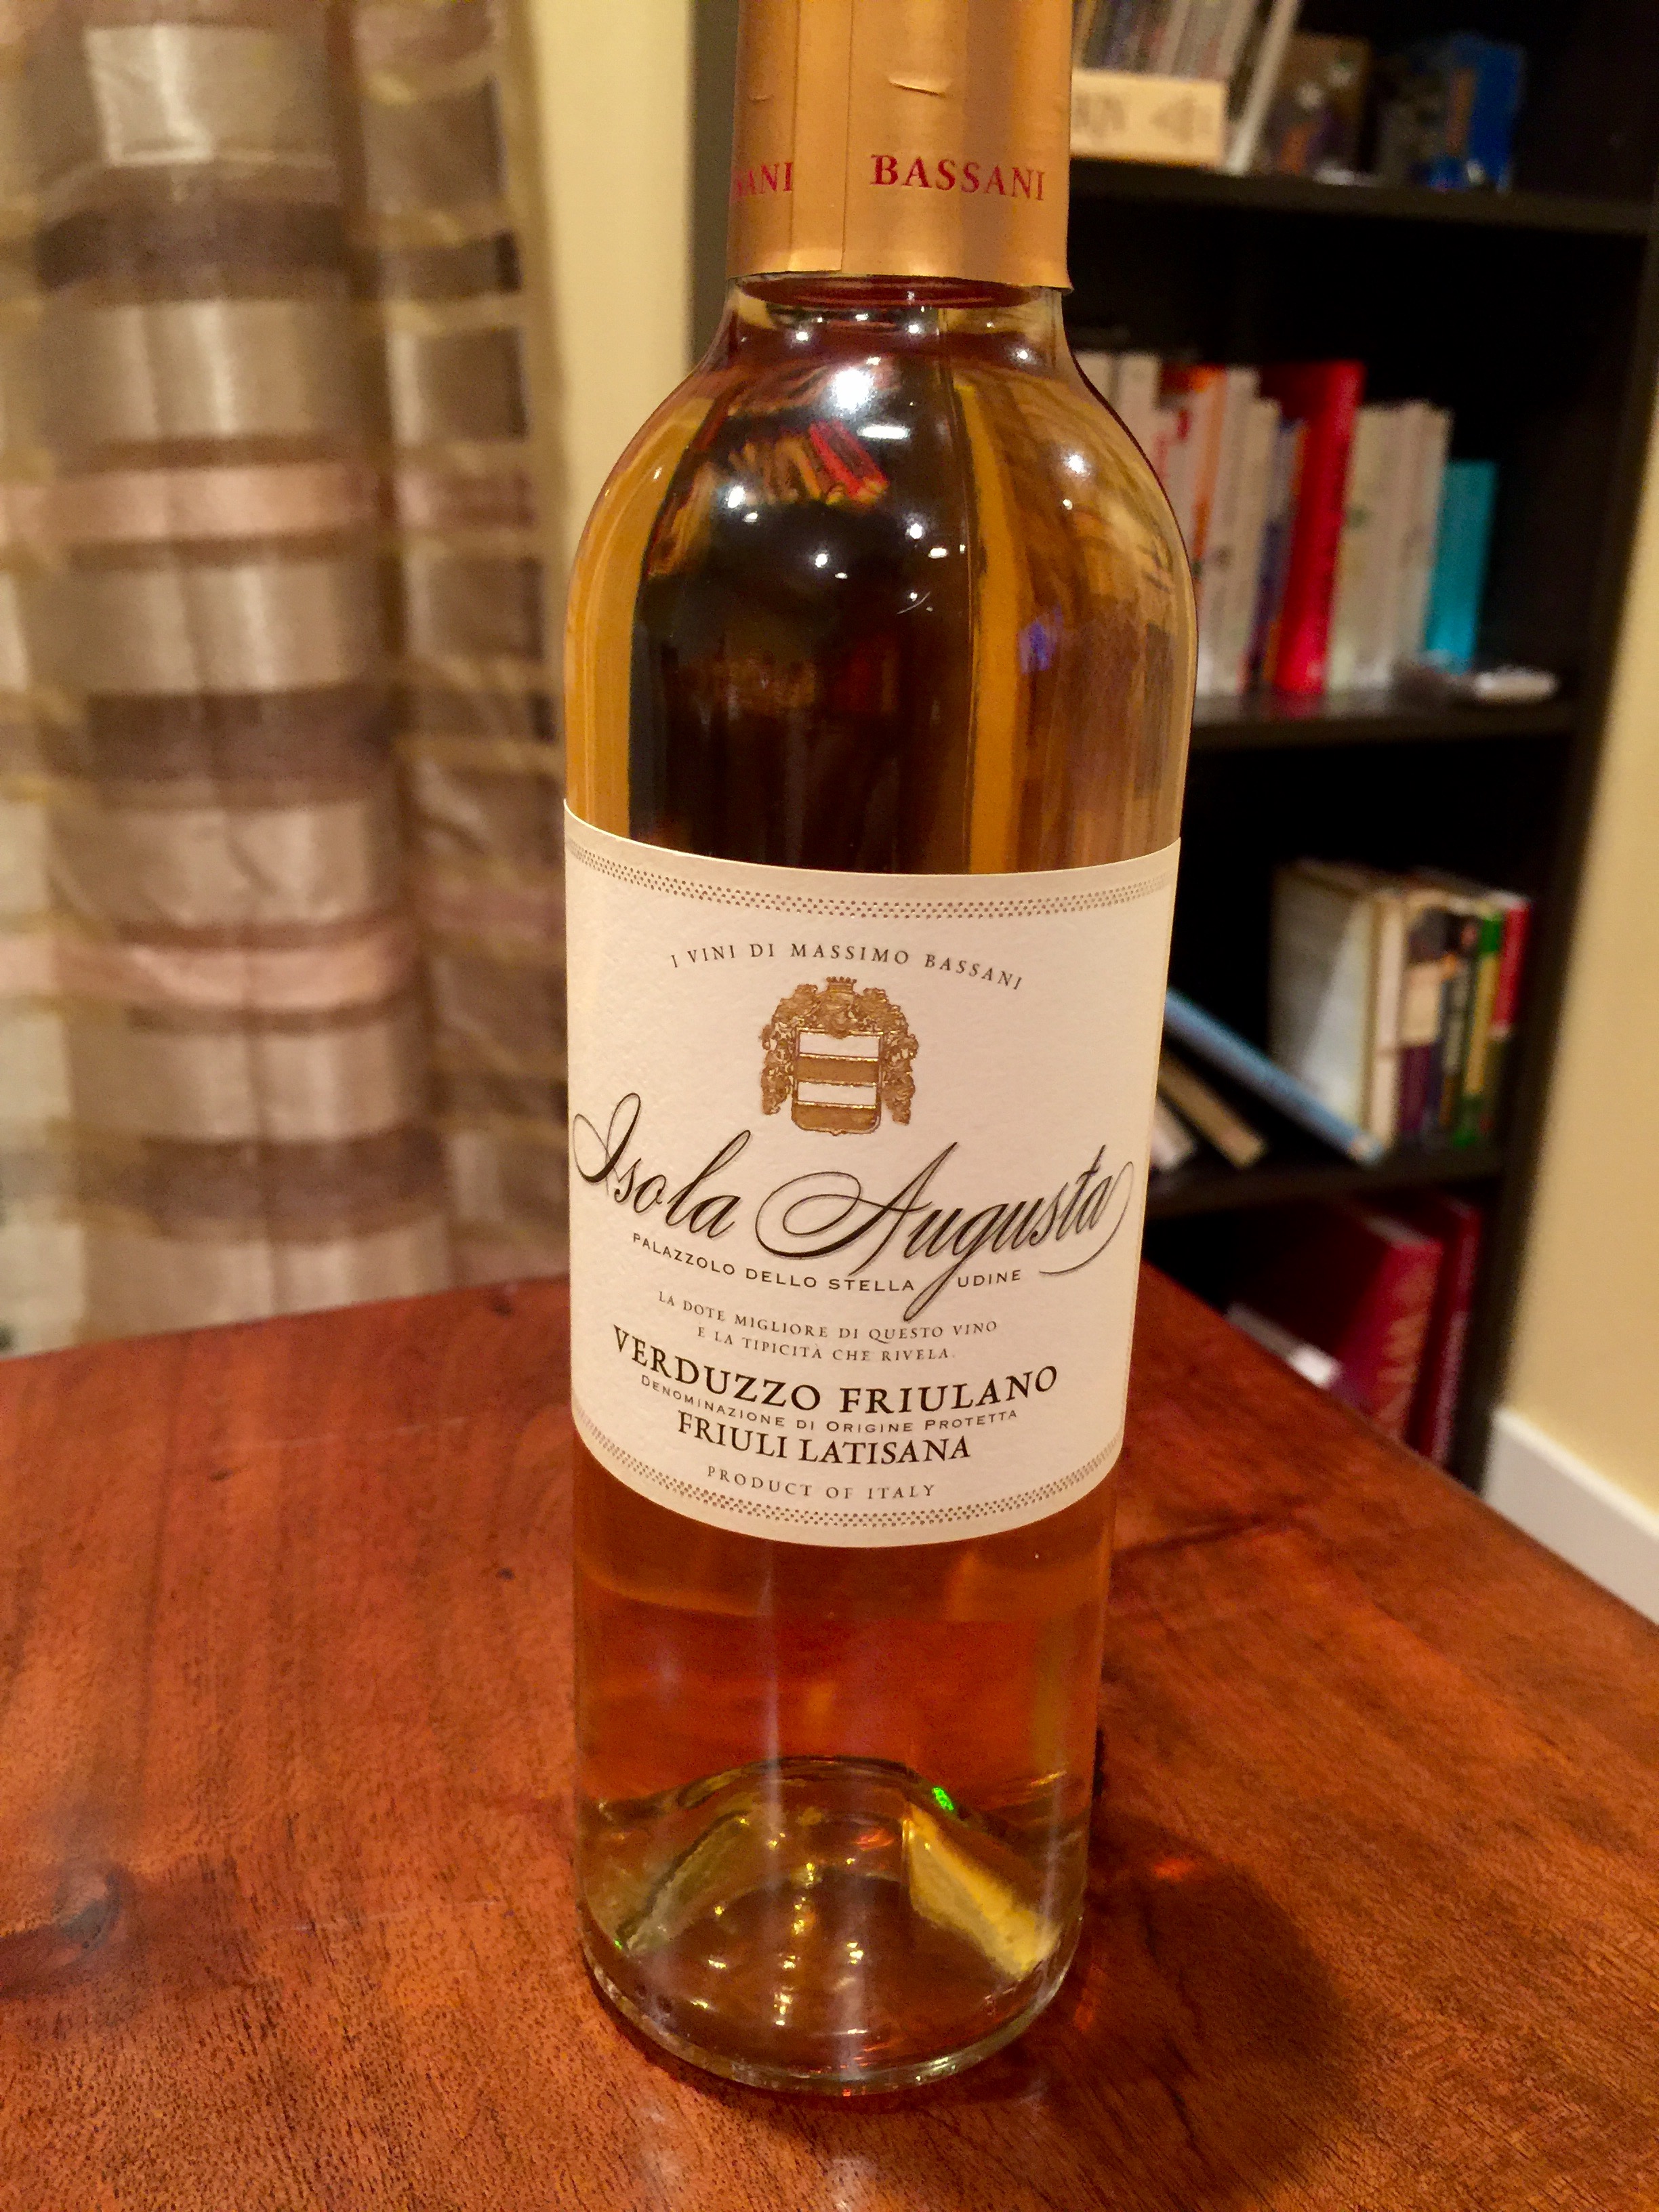 SANI BASSANI
I VINI DI MASSIMO BASSANI
Isola Augusta
PALAZZOLO DELLO STELLA UDINE
LA DOTE MIGLIORE DI QUESTO VINO
E LA TIPICITÀ CHE RIVELA.
VERDUZZO FRIULANO
DENOMINAZIONE DI ORIGINE PROTETTA
FRIULI LATISANA
PRODUCT OF ITALY